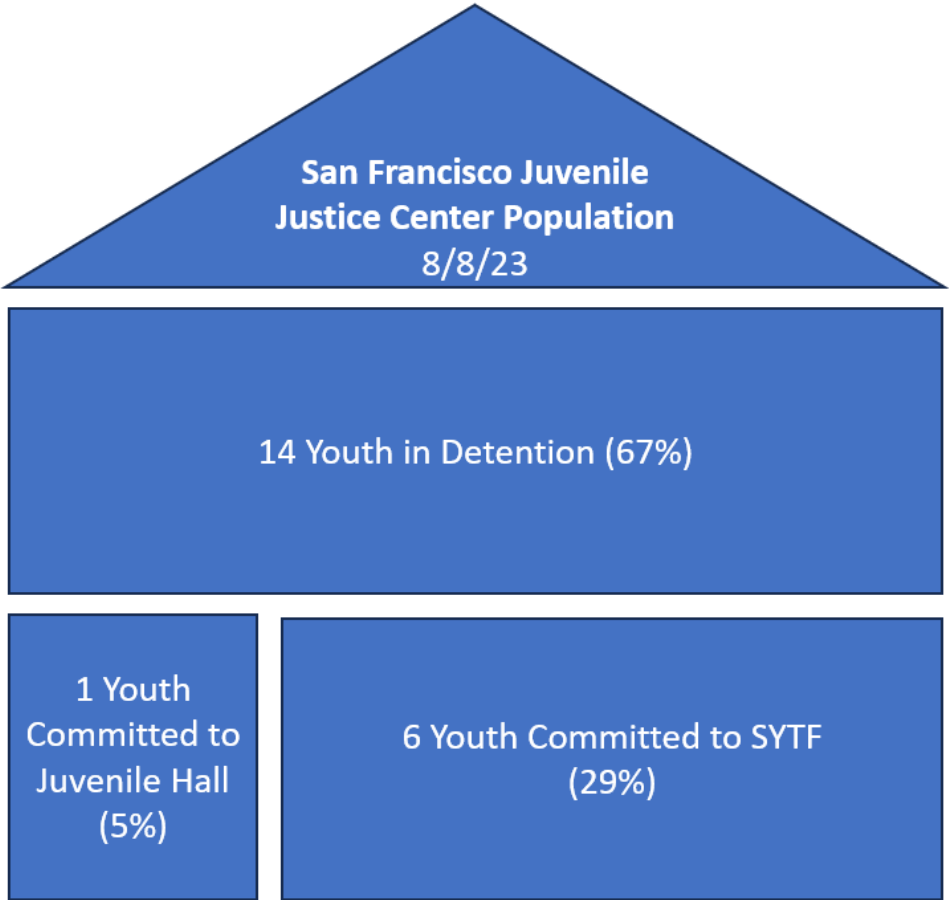 San Francisco Juvenile
Justice Center Population
8/8/23
14 Youth in Detention (67%)
1 Youth
Committed to
Juvenile Hall
(5%)
6 Youth Committed to SYTF
(29%)